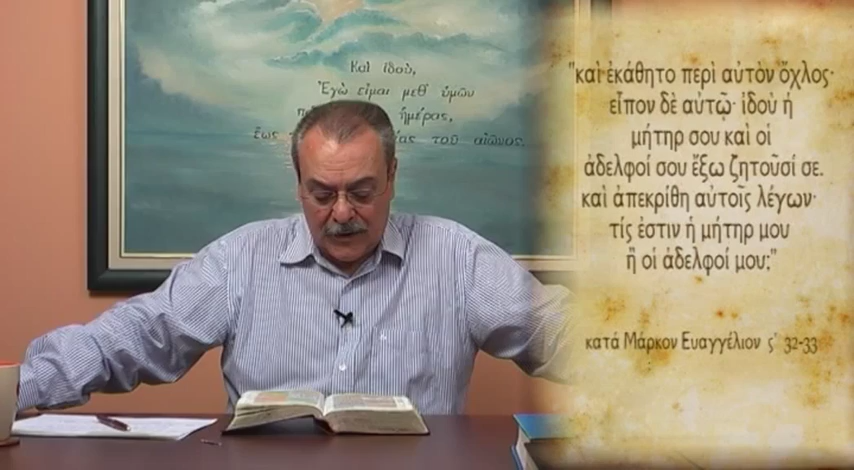 Καὶ ἰδοὺ,
Ἐγὼ εἶμαι μεθ' ὑμῶν
ἡμέρας,
ἕως τοῦ αἰῶνος.
"καὶ ἐκάθητο περὶ αὐτὸν ὄχλος·
εἶπον δὲ αὐτῷ· ἰδοὺ ἡ
μήτηρ σου καὶ οἱ
ἀδελφοί σου ἔξω ζητοῦσί σε.
καὶ ἀπεκρίθη αὐτοῖς λέγων·
τίς ἐστιν ἡ μήτηρ μου
ἢ οἱ ἀδελφοί μου;"
κατά Μάρκον Ευαγγέλιον ς' 32-33